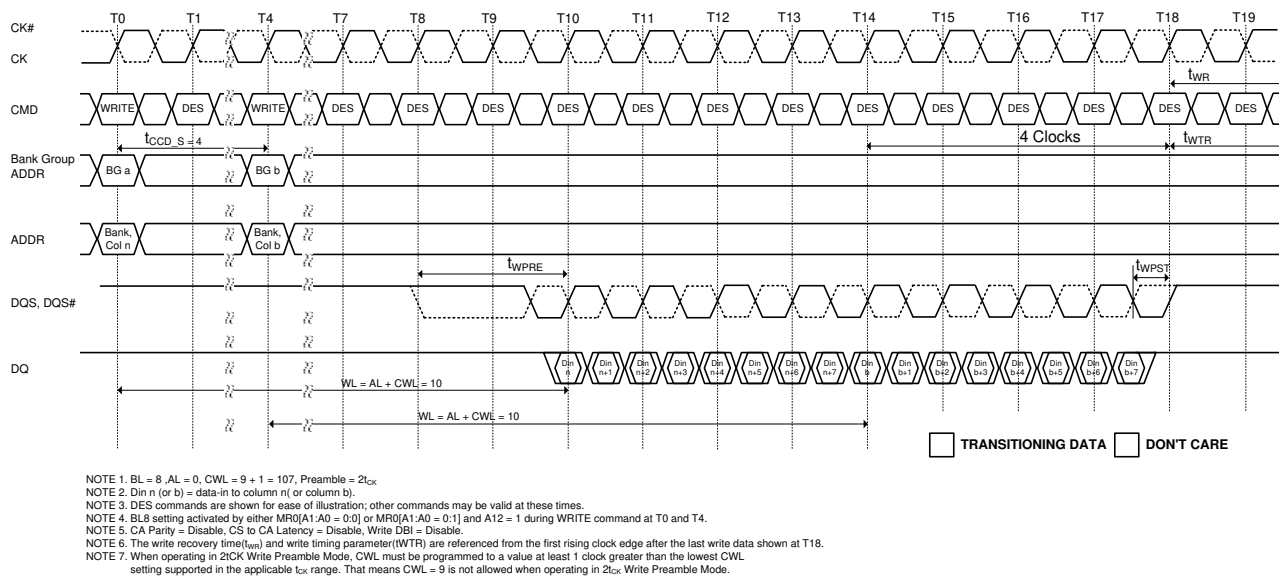 T0 T1 T4 T7 T8 T9 T10 T11 T12 T13 T14 T15 T16 T17 T18 T19
CK#
CK
tWR
CMD WRITE DES WRITE DES DES DES DES DES DES DES DES DES DES DES DES DES
tCCD_S = 4
4 Clocks
tWTR
Bank Group
ADDR
BG a BG b
ADDR
Bank, Col n
Bank, Col b
tWPRE
tWPST
DQS, DQS#
DQ
Din n Din n+1 Din n+2 Din n+3 Din n+4 Din n+5 Din n+6 Din n+7 Din b Din b+1 Din b+2 Din b+3 Din b+4 Din b+5 Din b+6 Din b+7
WL = AL + CWL = 10
WL = AL + CWL = 10
TRANSITIONING DATA DON'T CARE
NOTE 1. BL = 8 ,AL = 0, CWL = 9 + 1 = 107, Preamble = 2tCK
NOTE 2. Din n (or b) = data-in to column n( or column b).
NOTE 3. DES commands are shown for ease of illustration; other commands may be valid at these times.
NOTE 4. BL8 setting activated by either MR0[A1:A0 = 0:0] or MR0[A1:A0 = 0:1] and A12 = 1 during WRITE command at T0 and T4.
NOTE 5. CA Parity = Disable, CS to CA Latency = Disable, Write DBI = Disable.
NOTE 6. The write recovery time(tWR) and write timing parameter(tWTR) are referenced from the first rising clock edge after the last write data shown at T18.
NOTE 7. When operating in 2tCK Write Preamble Mode, CWL must be programmed to a value at least 1 clock greater than the lowest CWL
setting supported in the applicable tCK range. That means CWL = 9 is not allowed when operating in 2tCK Write Preamble Mode.